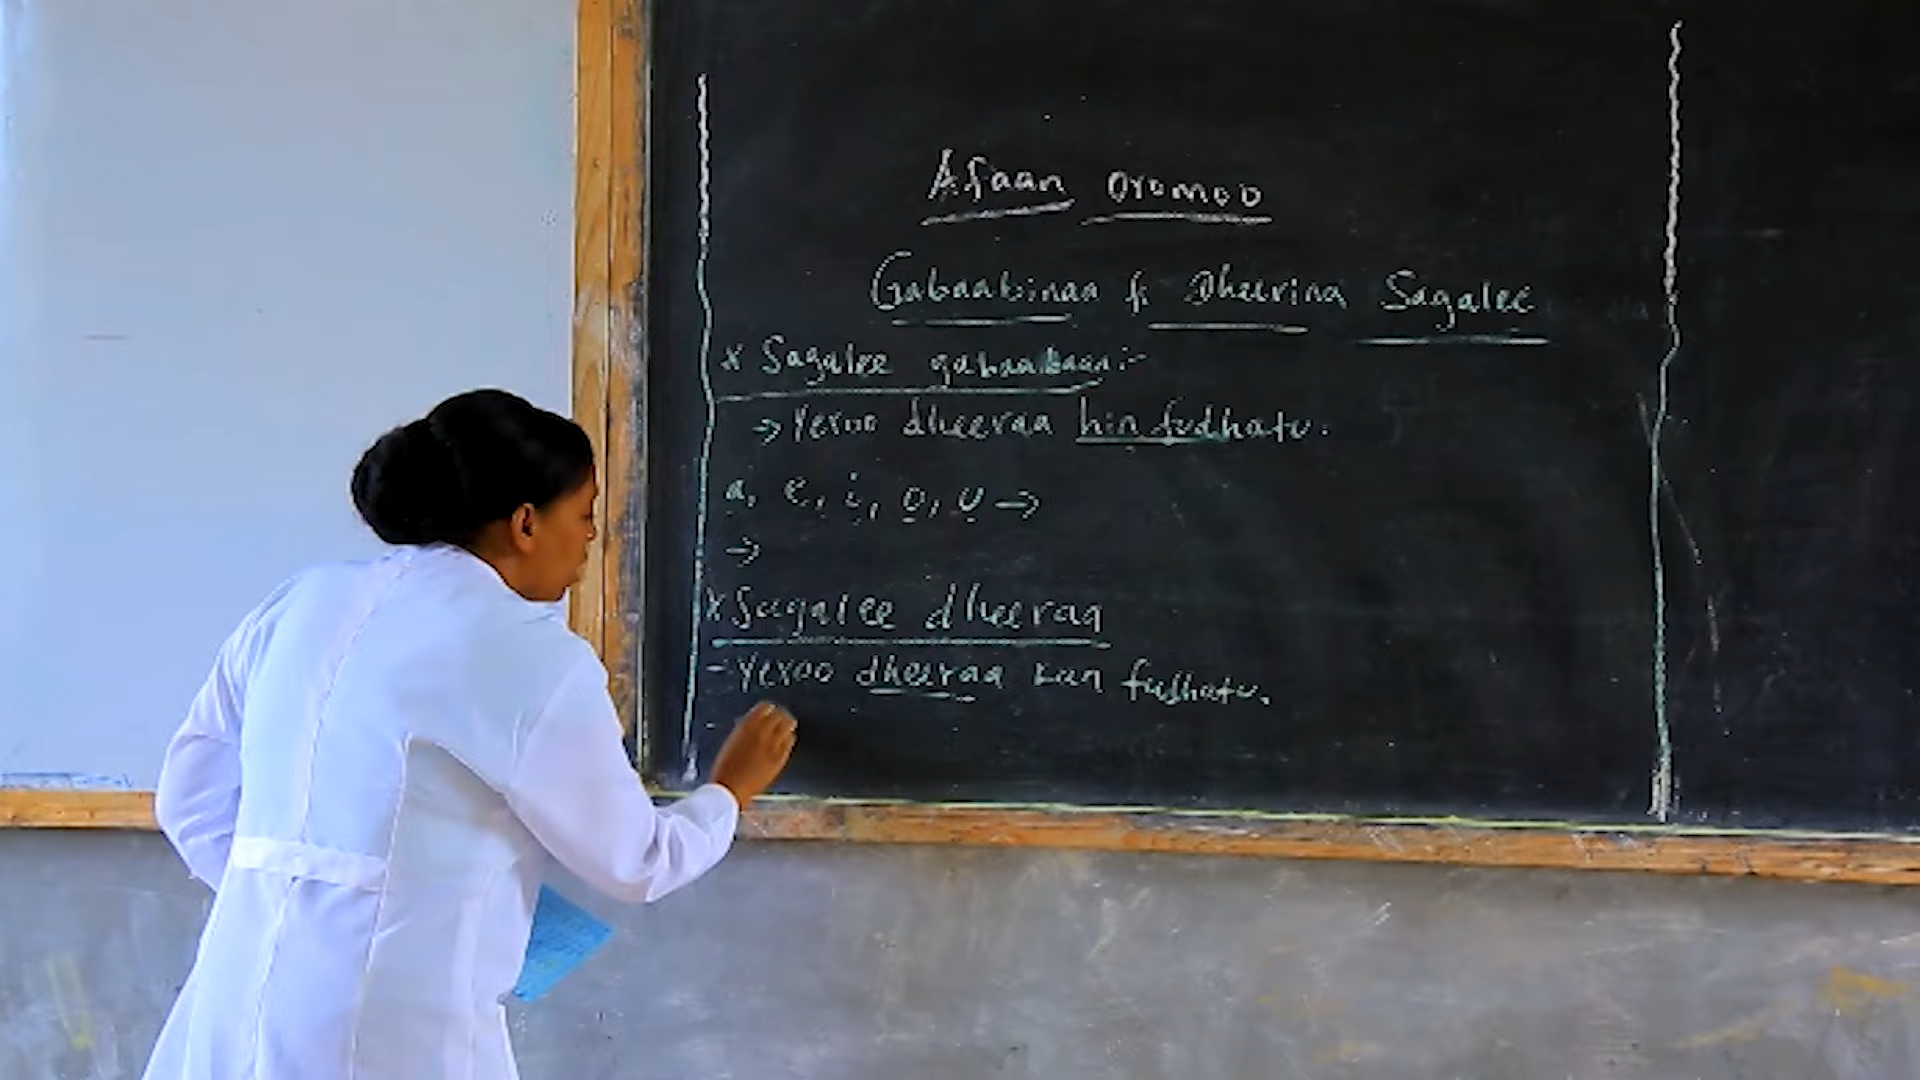 Afaan Oromoo
Gabaabinaa fi Dheerina Sagalee
x Sagalee gabaabaa:-
→ Yeroo dheeraa hin fudhatu.
a, e, i, o, u →
→
x Sagalee dheeraa
- Yeroo dheeraa kan fudhatu.
-